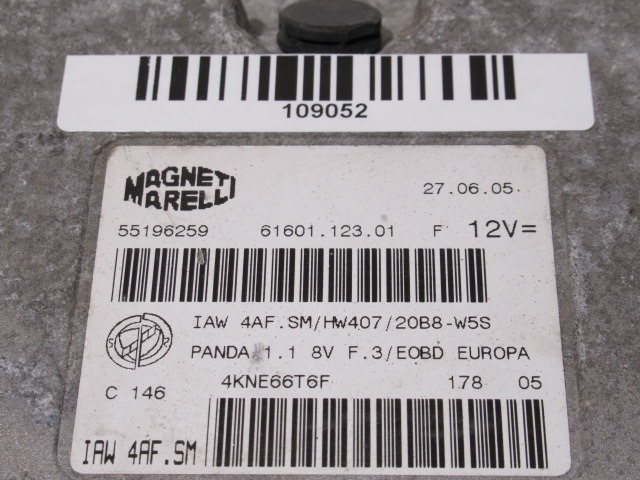 109052
MAGNETI MARELLI
27.06.05
55196259 61601.123.01 F 12V=
IAW 4AF.SM/HW407/20B8-W5S
PANDA 1.1 8V F.3/EOBD EUROPA
C 146 4KNE66T6F 178 05
IAW 4AF.SM